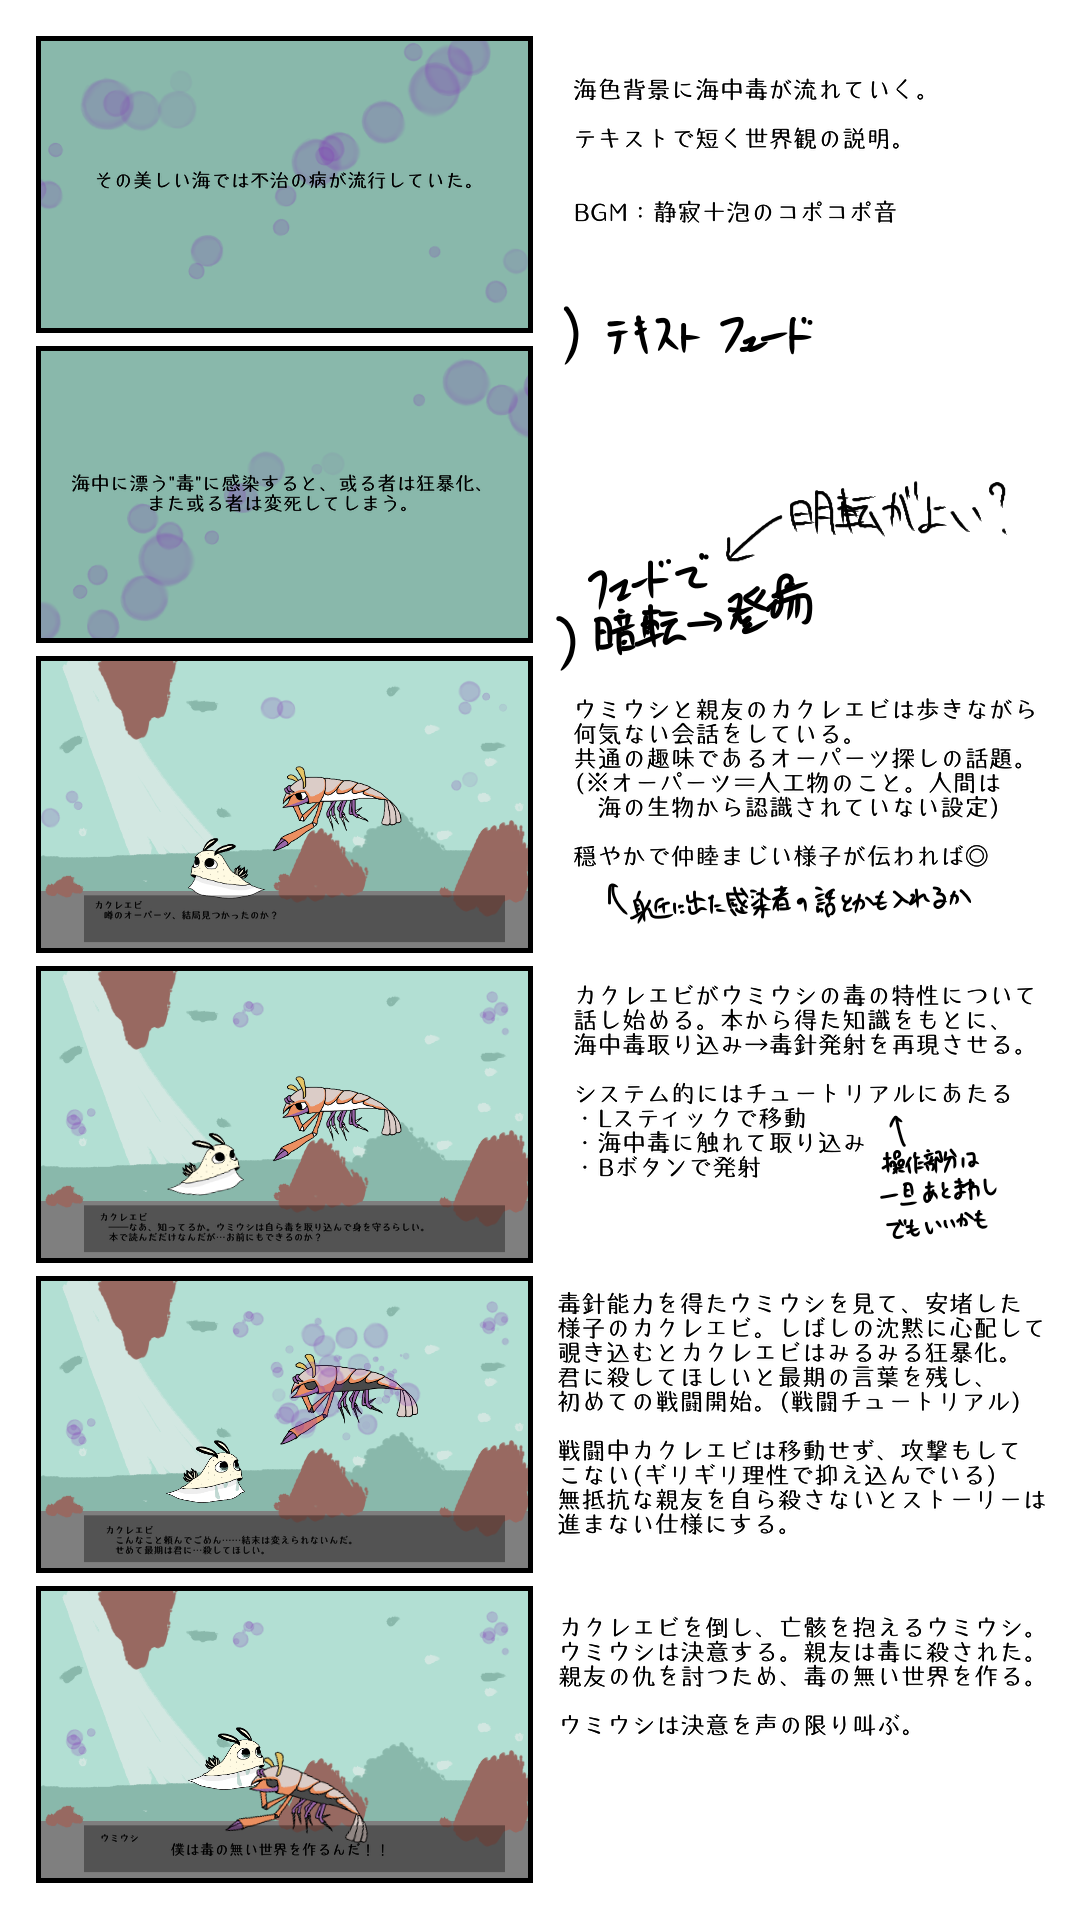 その美しい海では不治の病が流行していた。
海色背景に海中毒が流れていく。
テキストで短く世界観の説明。
BGM：静寂＋泡のコポコポ音
) テキスト フェード
海中に漂う"毒"に感染すると、或る者は狂暴化、
また或る者は変死してしまう。
明転がよい？
フェードで
) 暗転→登場
カクレエビ
噂のオーパーツ、結局見つかったのか？
ウミウシと親友のカクレエビは歩きながら
何気ない会話をしている。
共通の趣味であるオーパーツ探しの話題。
(※オーパーツ＝人工物のこと。人間は
海の生物から認識されていない設定)
穏やかで仲睦まじい様子が伝われば◎
身近に出た感染者の話とかも入れるか
カクレエビ
――なあ、知ってるか。ウミウシは自ら毒を取り込んで身を守るらしい。
本で読んだだけなんだが…お前にもできるのか？
カクレエビがウミウシの毒の特性について
話し始める。本から得た知識をもとに、
海中毒取り込み→毒針発射を再現させる。
システム的にはチュートリアルにあたる
・Lスティックで移動
・海中毒に触れて取り込み
・Bボタンで発射
操作部分は
一旦あとまわし
でもいいかも
カクレエビ
こんなこと頼んでごめん……結末は変えられないんだ。
せめて最期は君に…殺してほしい。
毒針能力を得たウミウシを見て、安堵した
様子のカクレエビ。しばしの沈黙に心配して
覗き込むとカクレエビはみるみる狂暴化。
君に殺してほしいと最期の言葉を残し、
初めての戦闘開始。(戦闘チュートリアル)
戦闘中カクレエビは移動せず、攻撃もして
こない(ギリギリ理性で抑え込んでいる)
無抵抗な親友を自ら殺さないとストーリーは
進まない仕様にする。
ウミウシ
僕は毒の無い世界を作るんだ！！
カクレエビを倒し、亡骸を抱えるウミウシ。
ウミウシは決意する。親友は毒に殺された。
親友の仇を討つため、毒の無い世界を作る。
ウミウシは決意を声の限り叫ぶ。